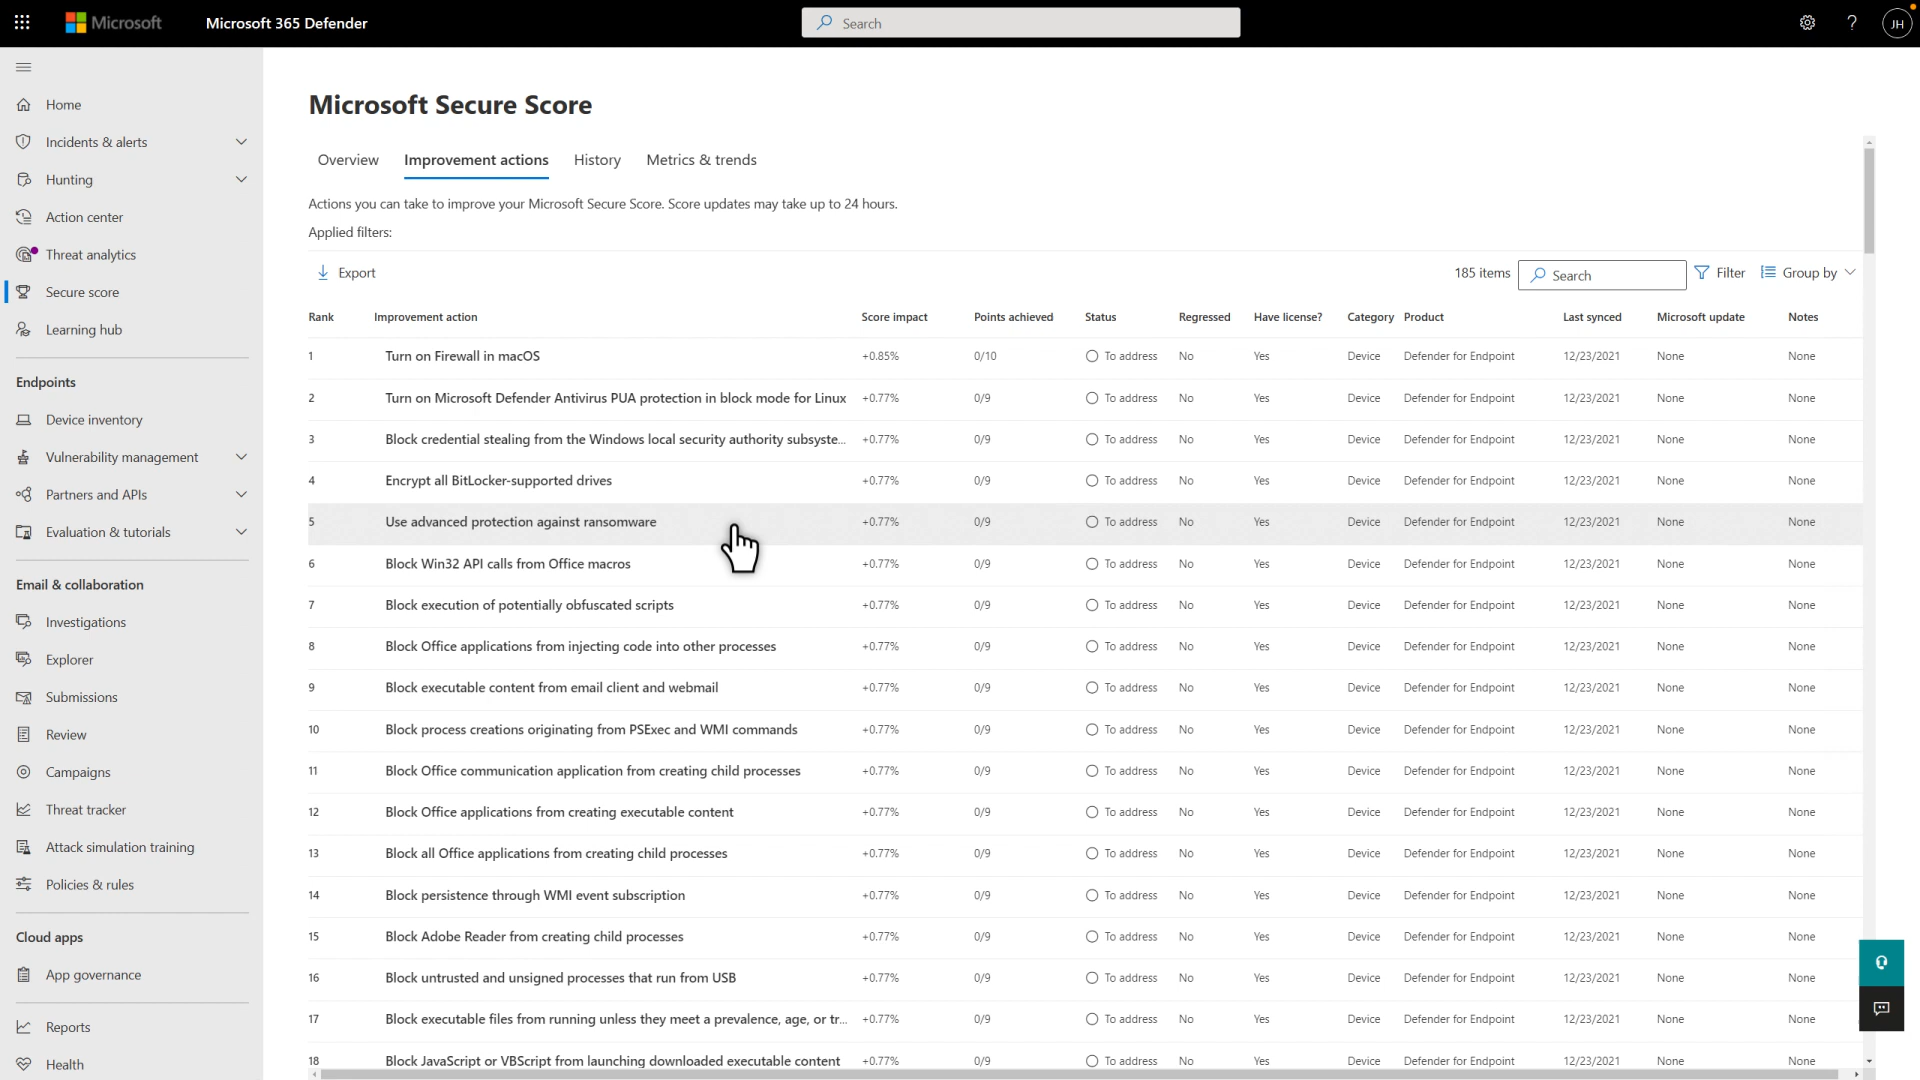 Microsoft
Microsoft 365 Defender
Search
?
JH
Home
Incidents & alerts
Hunting
Action center
Threat analytics
Secure score
Learning hub
Endpoints
Device inventory
Vulnerability management
Partners and APIs
Evaluation & tutorials
Email & collaboration
Investigations
Explorer
Submissions
Review
Campaigns
Threat tracker
Attack simulation training
Policies & rules
Cloud apps
App governance
Reports
Health
Microsoft Secure Score
Overview Improvement actions History Metrics & trends
Actions you can take to improve your Microsoft Secure Score. Score updates may take up to 24 hours.
Applied filters:
Export 185 items Search Filter Group by
Rank Improvement action Score impact Points achieved Status Regressed Have license? Category Product Last synced Microsoft update Notes
1 Turn on Firewall in macOS +0.85% 0/10 To address No Yes Device Defender for Endpoint 12/23/2021 None None
2 Turn on Microsoft Defender Antivirus PUA protection in block mode for Linux +0.77% 0/9 To address No Yes Device Defender for Endpoint 12/23/2021 None None
3 Block credential stealing from the Windows local security authority subsyste... +0.77% 0/9 To address No Yes Device Defender for Endpoint 12/23/2021 None None
4 Encrypt all BitLocker-supported drives +0.77% 0/9 To address No Yes Device Defender for Endpoint 12/23/2021 None None
5 Use advanced protection against ransomware +0.77% 0/9 To address No Yes Device Defender for Endpoint 12/23/2021 None None
6 Block Win32 API calls from Office macros +0.77% 0/9 To address No Yes Device Defender for Endpoint 12/23/2021 None None
7 Block execution of potentially obfuscated scripts +0.77% 0/9 To address No Yes Device Defender for Endpoint 12/23/2021 None None
8 Block Office applications from injecting code into other processes +0.77% 0/9 To address No Yes Device Defender for Endpoint 12/23/2021 None None
9 Block executable content from email client and webmail +0.77% 0/9 To address No Yes Device Defender for Endpoint 12/23/2021 None None
10 Block process creations originating from PSExec and WMI commands +0.77% 0/9 To address No Yes Device Defender for Endpoint 12/23/2021 None None
11 Block Office communication application from creating child processes +0.77% 0/9 To address No Yes Device Defender for Endpoint 12/23/2021 None None
12 Block Office applications from creating executable content +0.77% 0/9 To address No Yes Device Defender for Endpoint 12/23/2021 None None
13 Block all Office applications from creating child processes +0.77% 0/9 To address No Yes Device Defender for Endpoint 12/23/2021 None None
14 Block persistence through WMI event subscription +0.77% 0/9 To address No Yes Device Defender for Endpoint 12/23/2021 None None
15 Block Adobe Reader from creating child processes +0.77% 0/9 To address No Yes Device Defender for Endpoint 12/23/2021 None None
16 Block untrusted and unsigned processes that run from USB +0.77% 0/9 To address No Yes Device Defender for Endpoint 12/23/2021 None None
17 Block executable files from running unless they meet a prevalence, age, or tr... +0.77% 0/9 To address No Yes Device Defender for Endpoint 12/23/2021 None None
18 Block JavaScript or VBScript from launching downloaded executable content +0.77% 0/9 To address No Yes Device Defender for Endpoint 12/23/2021 None None